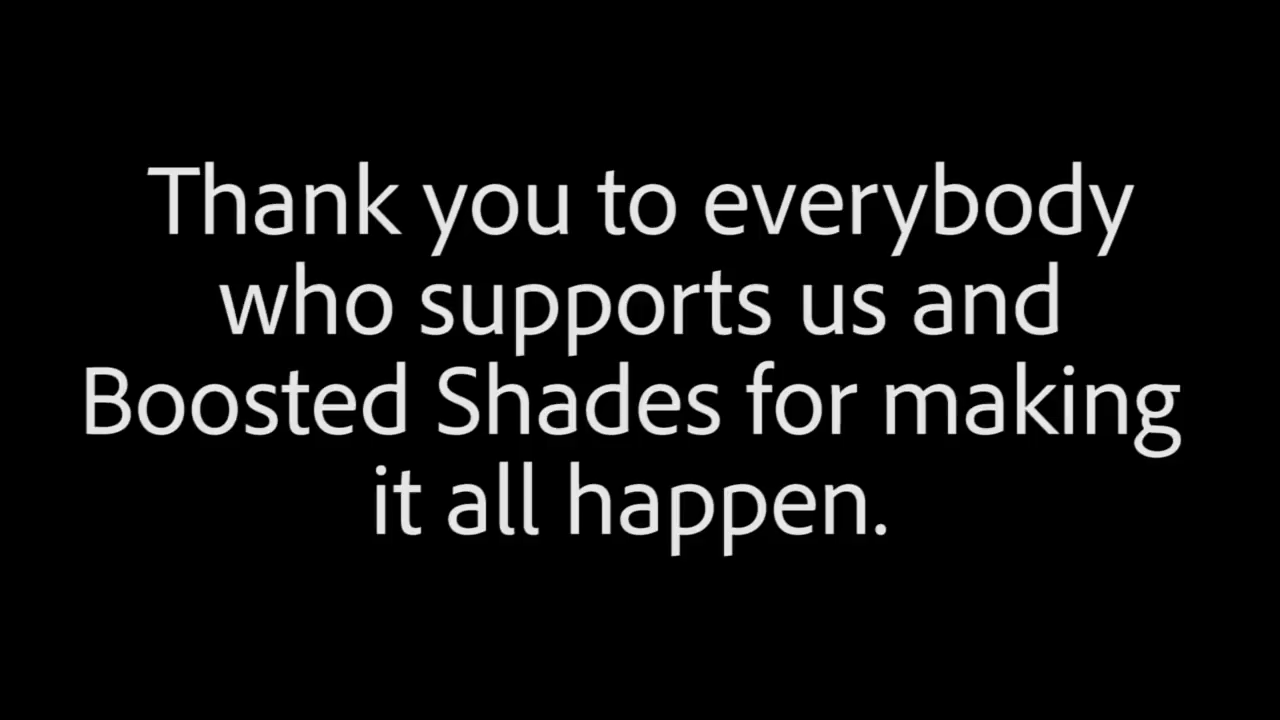 Thank you to everybody
who supports us and
Boosted Shades for making
it all happen.